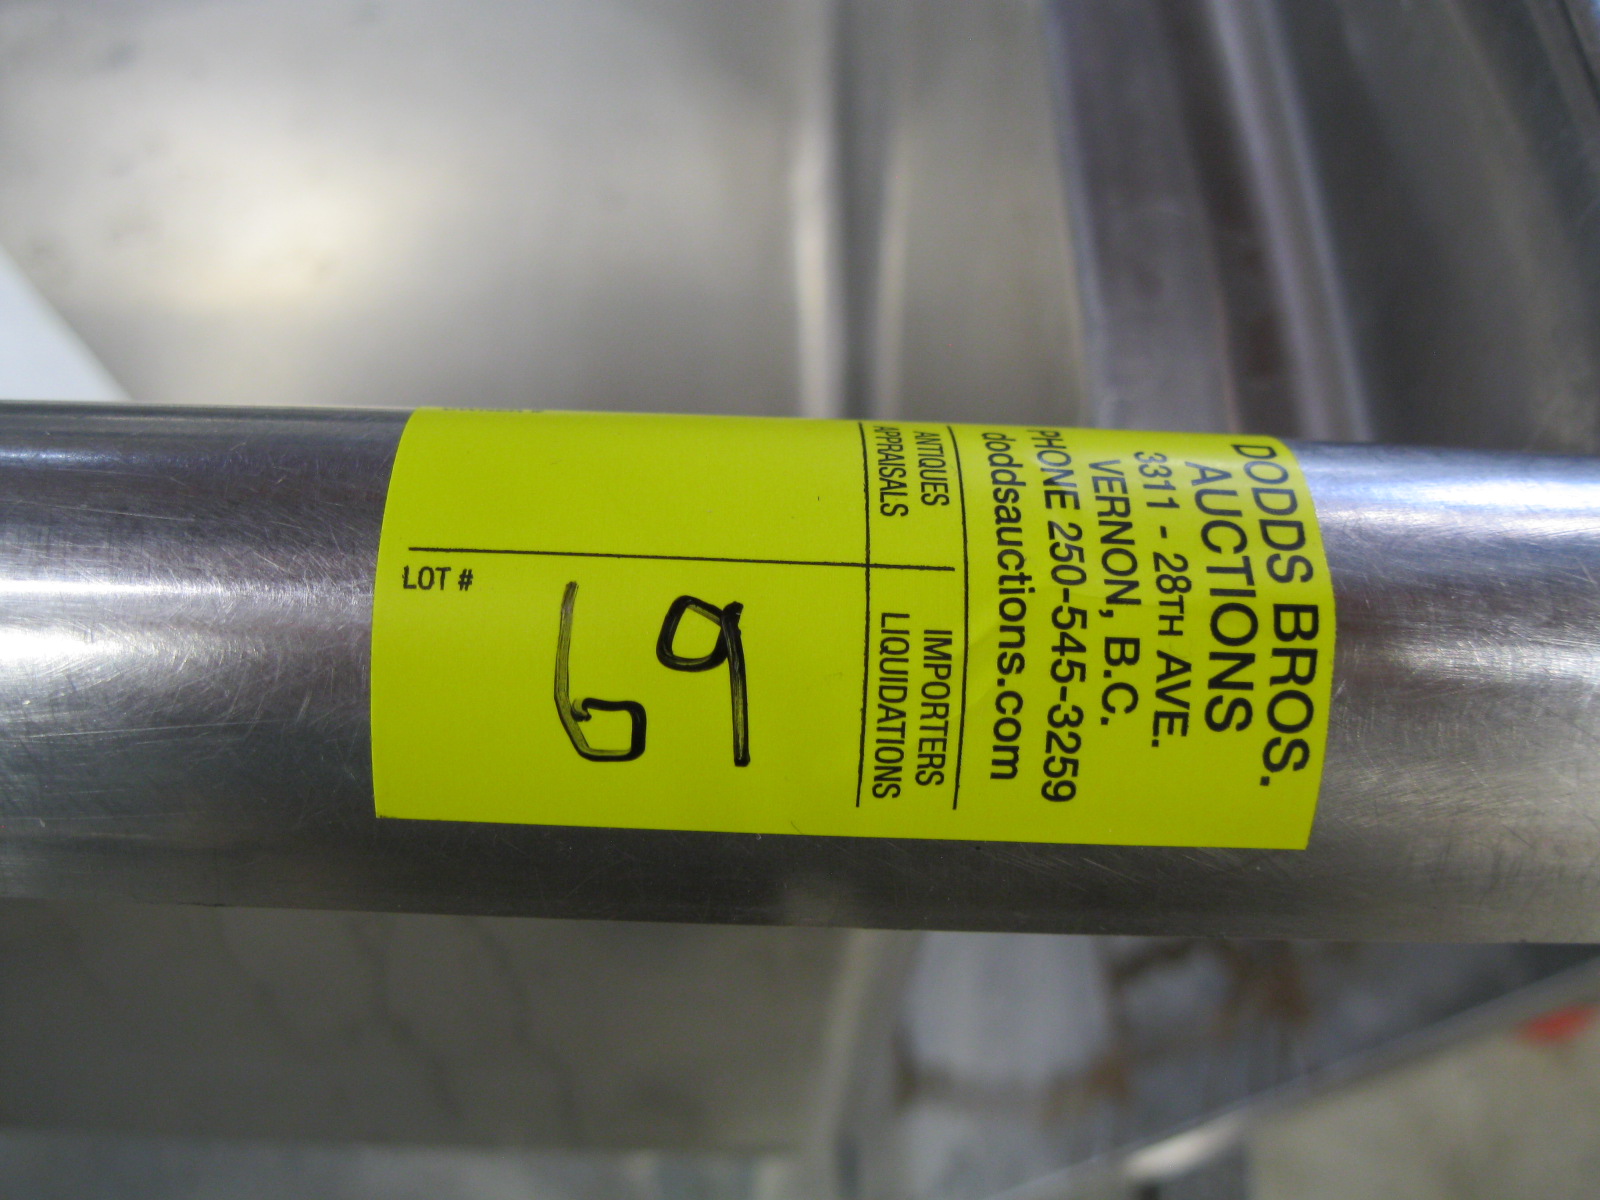 DODDS BROS.
AUCTIONS
3311 - 28TH AVE.
VERNON, B.C.
PHONE 250-545-3259
doddsauctions.com
ANTIQUES IMPORTERS
APPRAISALS LIQUIDATIONS
LOT #
69